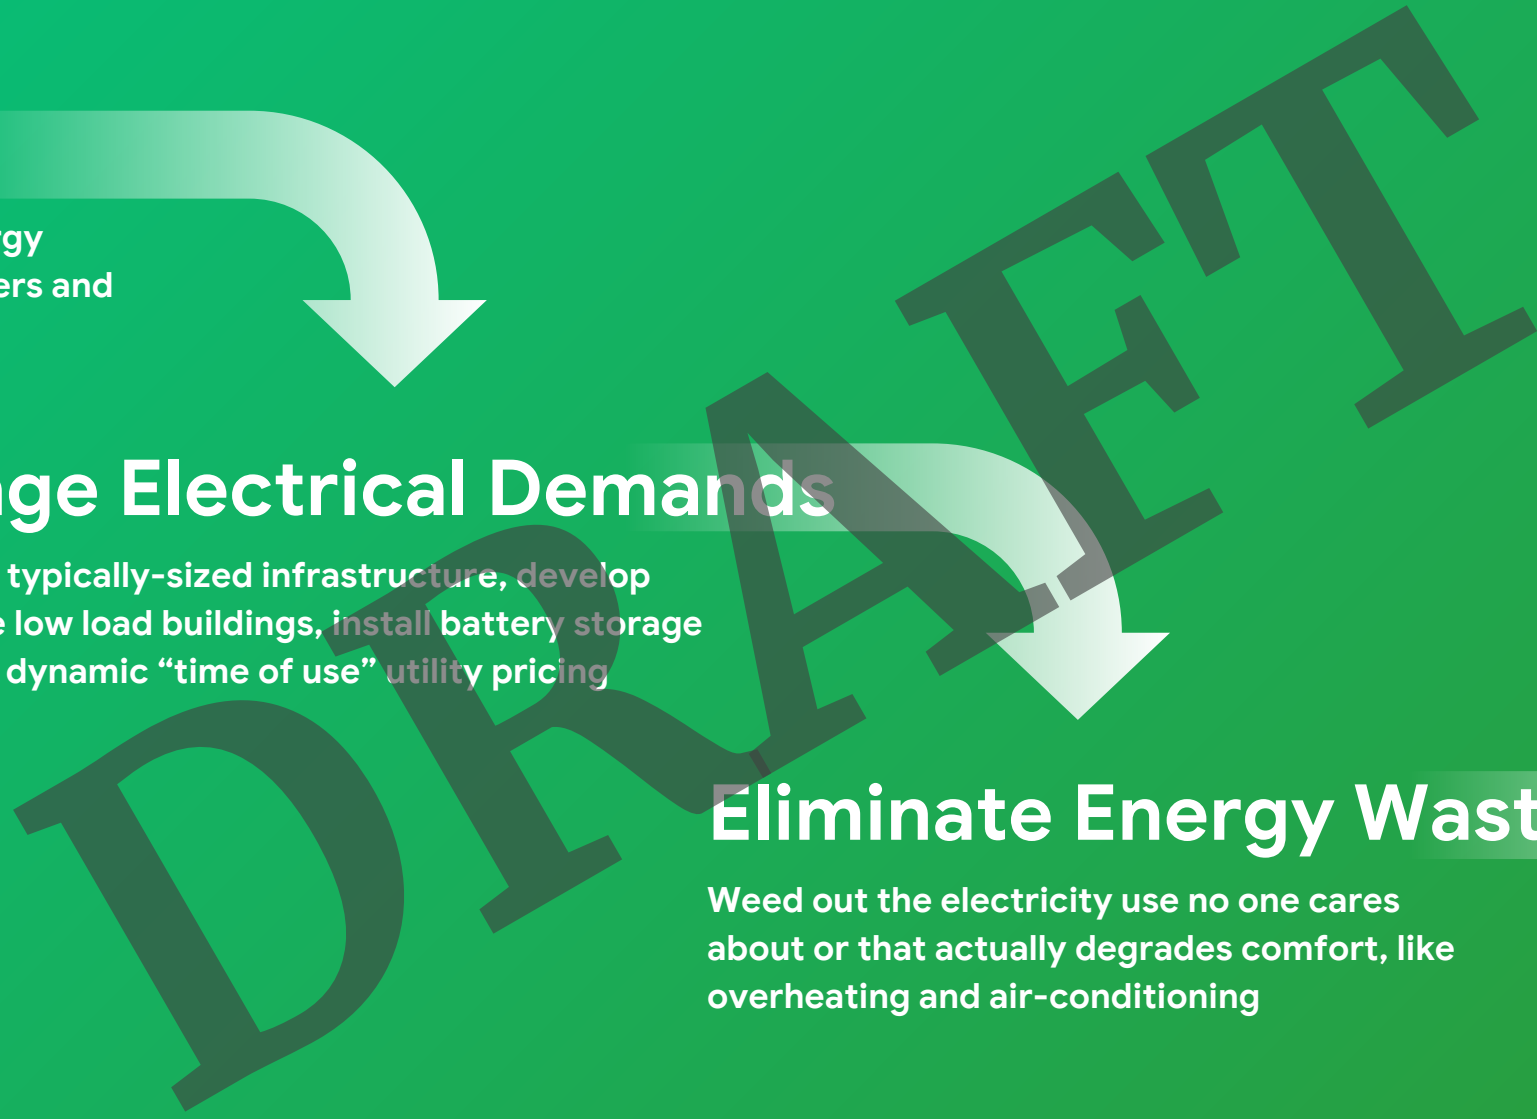 rgy
ers and
age Electrical Demands
typically-sized infrastructure, develop
e low load buildings, install battery storage
dynamic “time of use” utility pricing
Eliminate Energy Wast
Weed out the electricity use no one cares
about or that actually degrades comfort, like
overheating and air-conditioning
DRAFT